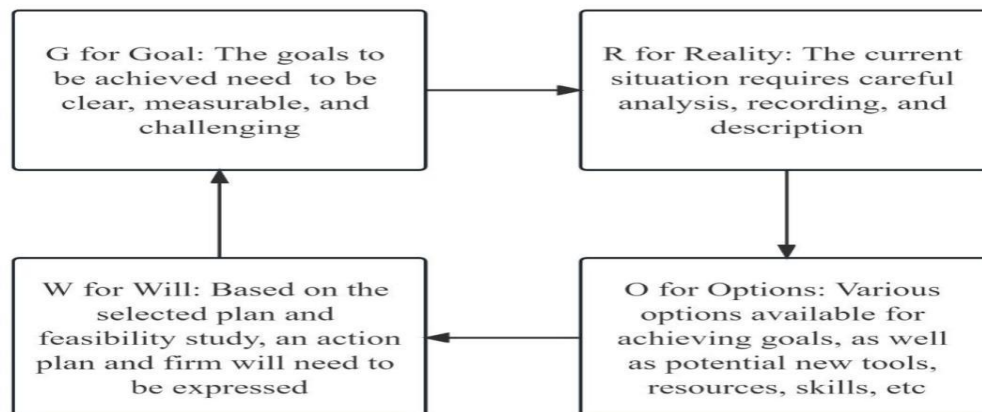 G for Goal: The goals to
be achieved need to be
clear, measurable, and
challenging
R for Reality: The current
situation requires careful
analysis, recording, and
description
W for Will: Based on the
selected plan and
feasibility study, an action
plan and firm will need to
be expressed
O for Options: Various
options available for
achieving goals, as well
as potential new tools,
resources, skills, etc